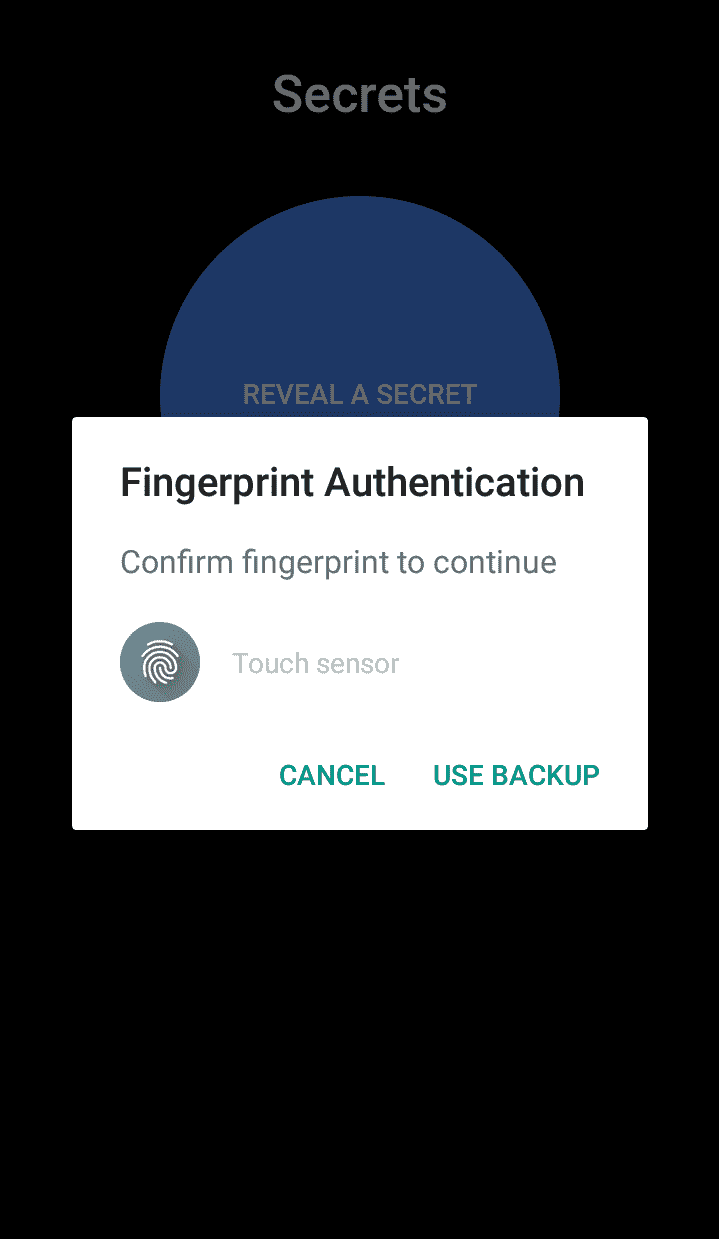 Secrets
REVEAL A SECRET
Fingerprint Authentication
Confirm fingerprint to continue
Touch sensor
CANCEL USE BACKUP